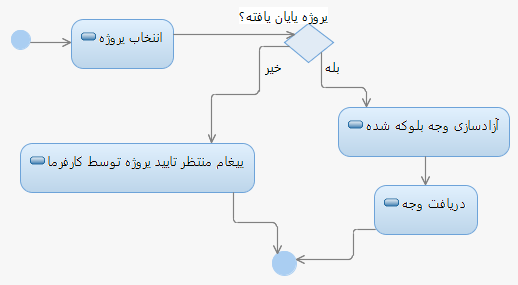 پروژه پایان یافته؟
انتخاب پروژه
خیر
بله
آزادسازی وجه بلوکه شده
پیغام منتظر تایید پروژه توسط کارفرما
دریافت وجه